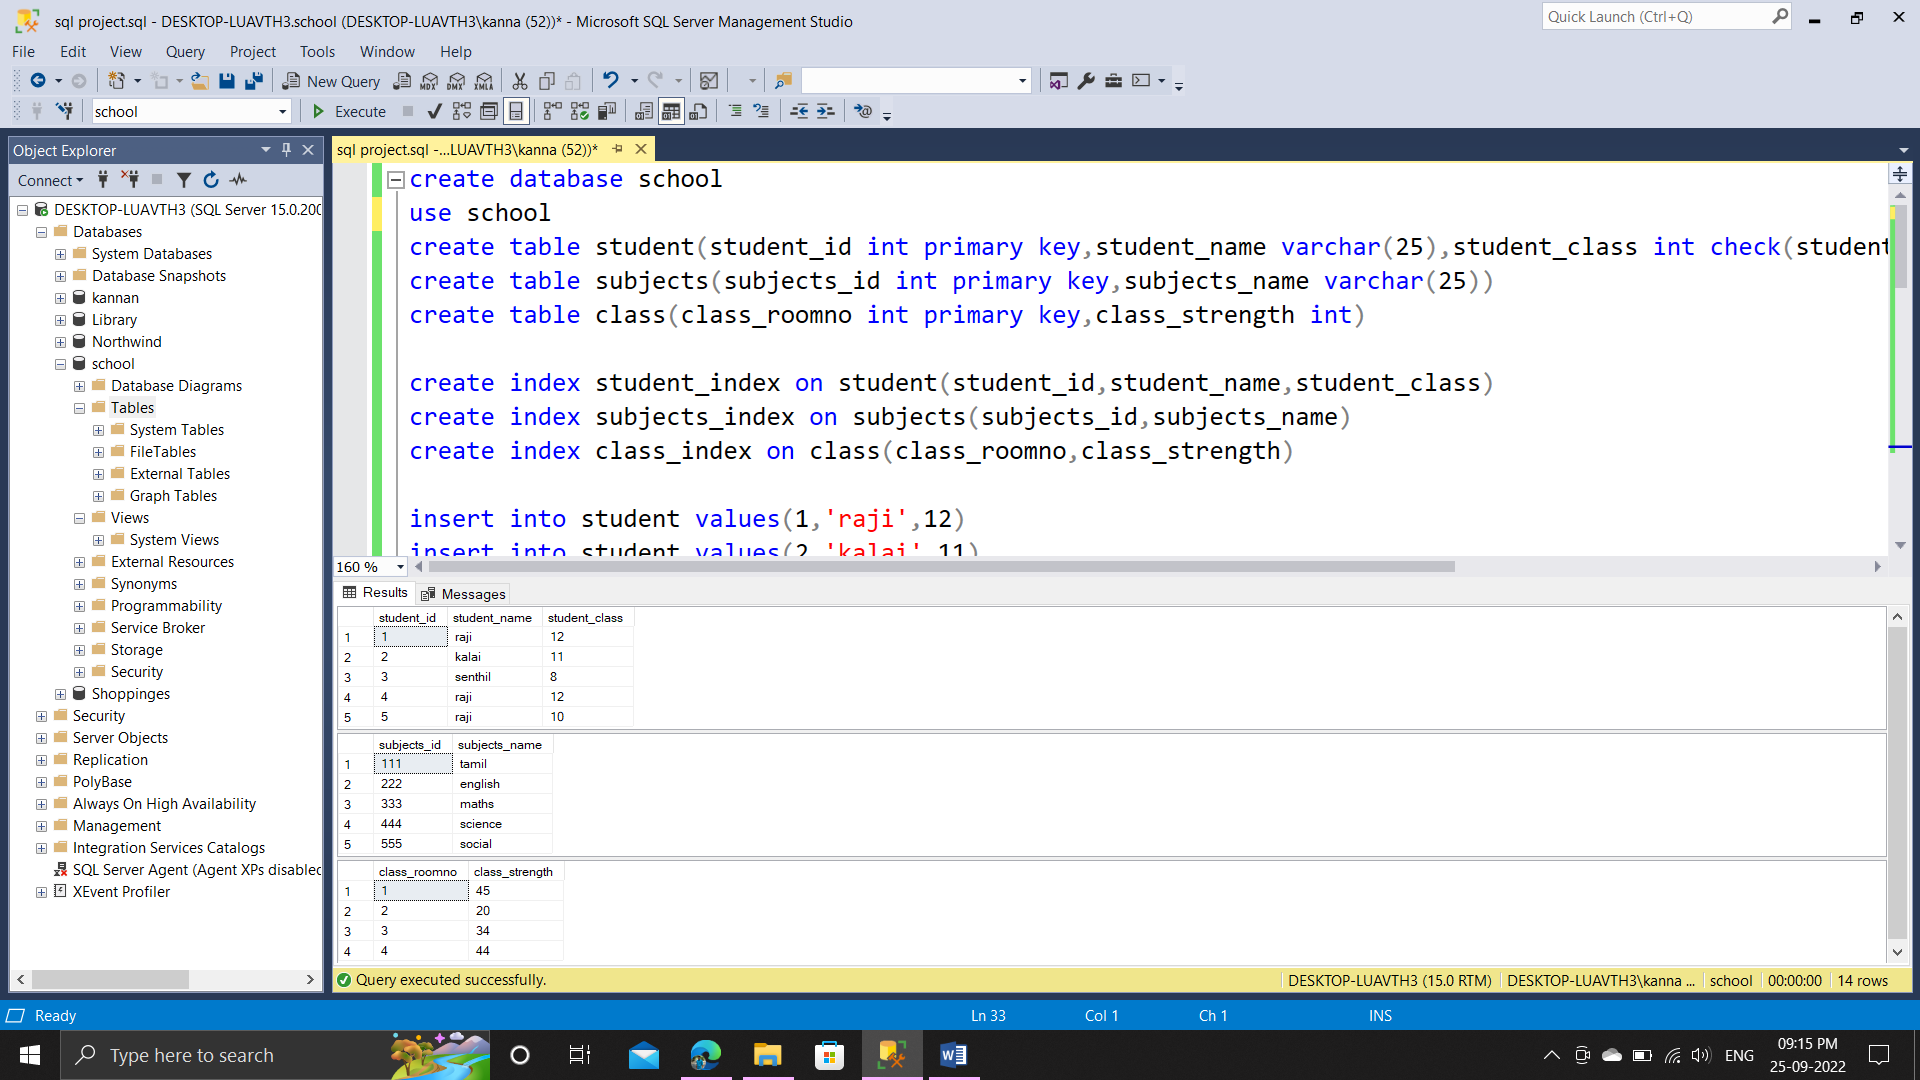 sql project.sql - DESKTOP-LUAVTH3.school (DESKTOP-LUAVTH3\kanna (52))* - Microsoft SQL Server Management Studio
Quick Launch (Ctrl+Q)
File Edit View Query Project Tools Window Help
New Query
MDX DMX XMLA
school
Execute
Object Explorer
sql project.sql -...LUAVTH3\kanna (52))*
Connect
DESKTOP-LUAVTH3 (SQL Server 15.0.200
Databases
System Databases
Database Snapshots
kannan
Library
Northwind
school
Database Diagrams
Tables
System Tables
FileTables
External Tables
Graph Tables
Views
System Views
External Resources
Synonyms
Programmability
Service Broker
Storage
Security
Shoppinges
Security
Server Objects
Replication
PolyBase
Always On High Availability
Management
Integration Services Catalogs
SQL Server Agent (Agent XPs disabled
XEvent Profiler
create database school
use school
create table student(student_id int primary key,student_name varchar(25),student_class int check(student
create table subjects(subjects_id int primary key,subjects_name varchar(25))
create table class(class_roomno int primary key,class_strength int)
create index student_index on student(student_id,student_name,student_class)
create index subjects_index on subjects(subjects_id,subjects_name)
create index class_index on class(class_roomno,class_strength)
insert into student values(1,'raji',12)
insert into student values(2,'kalai',11)
160 %
Results Messages
student_id student_name student_class
1 1 raji 12
2 2 kalai 11
3 3 senthil 8
4 4 raji 12
5 5 raji 10
subjects_id subjects_name
1 111 tamil
2 222 english
3 333 maths
4 444 science
5 555 social
class_roomno class_strength
1 1 45
2 2 20
3 3 34
4 4 44
Query executed successfully.
DESKTOP-LUAVTH3 (15.0 RTM) DESKTOP-LUAVTH3\kanna ... school 00:00:00 14 rows
Ready
Ln 33 Col 1 Ch 1 INS
Type here to search
ENG
09:15 PM
25-09-2022